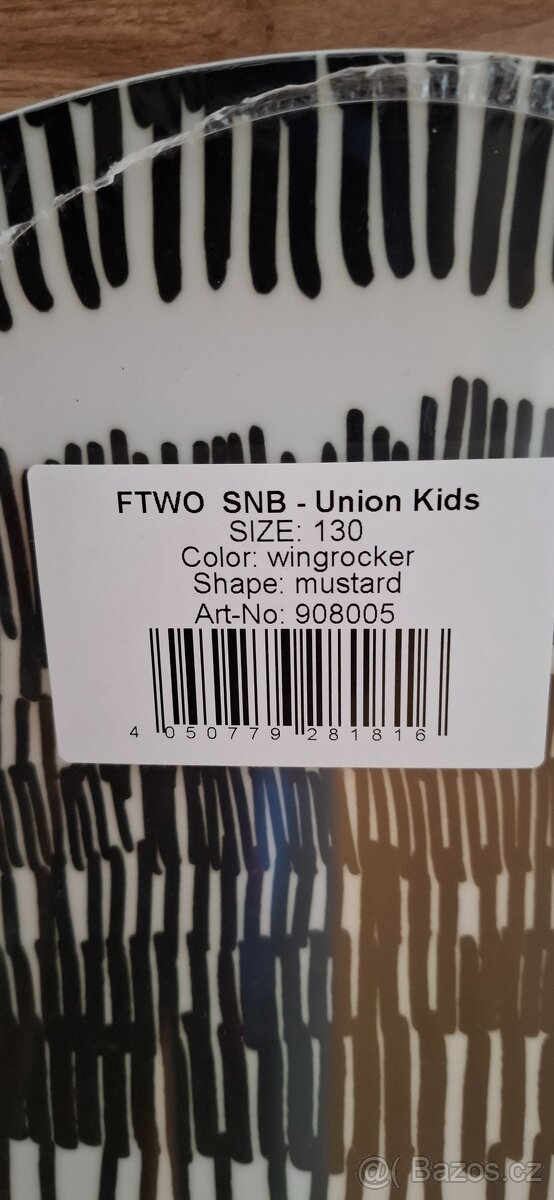 FTWO SNB - Union Kids
SIZE: 130
Color: wingrocker
Shape: mustard
Art-No: 908005
4 050779 281816
@( Bazos.cz